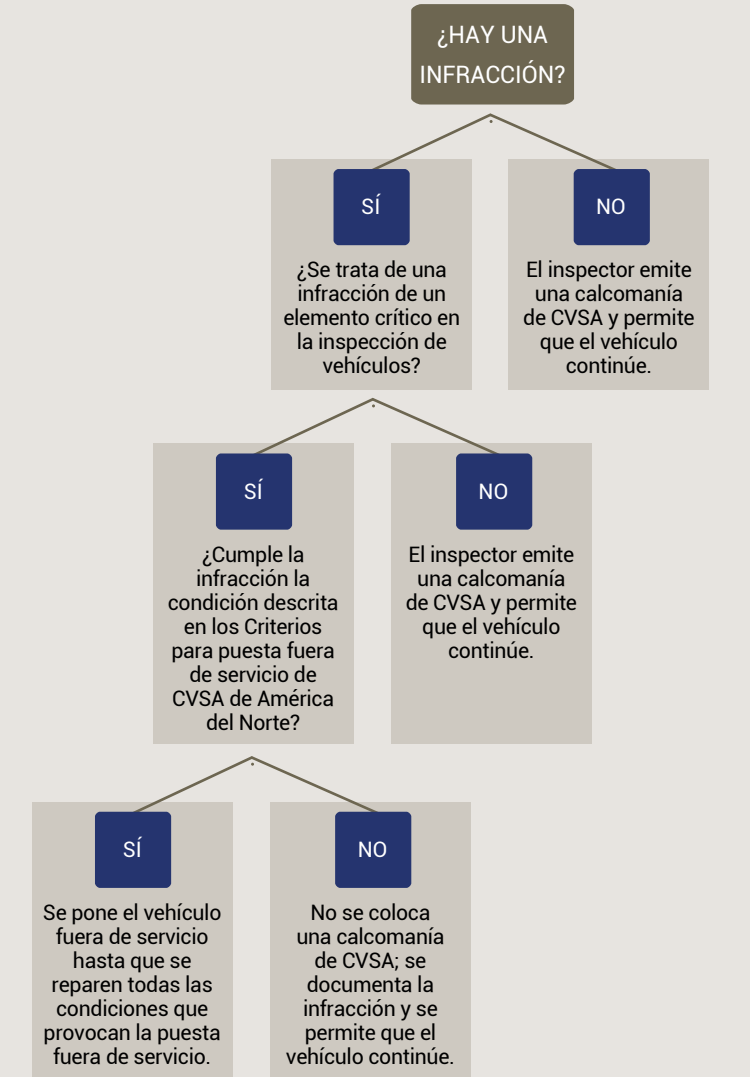 ¿HAY UNA
INFRACCIÓN?
SÍ
¿Se trata de una
infracción de un
elemento crítico en
la inspección de
vehículos?
NO
El inspector emite
una calcomanía
de CVSA y permite
que el vehículo
continúe.
SÍ
¿Cumple la
infracción la
condición descrita
en los Criterios
para puesta fuera
de servicio de
CVSA de América
del Norte?
NO
El inspector emite
una calcomanía
de CVSA y permite
que el vehículo
continúe.
SÍ
Se pone el vehículo
fuera de servicio
hasta que se
reparen todas las
condiciones que
provocan la puesta
fuera de servicio.
NO
No se coloca
una calcomanía
de CVSA; se
documenta la
infracción y se
permite que el
vehículo continúe.